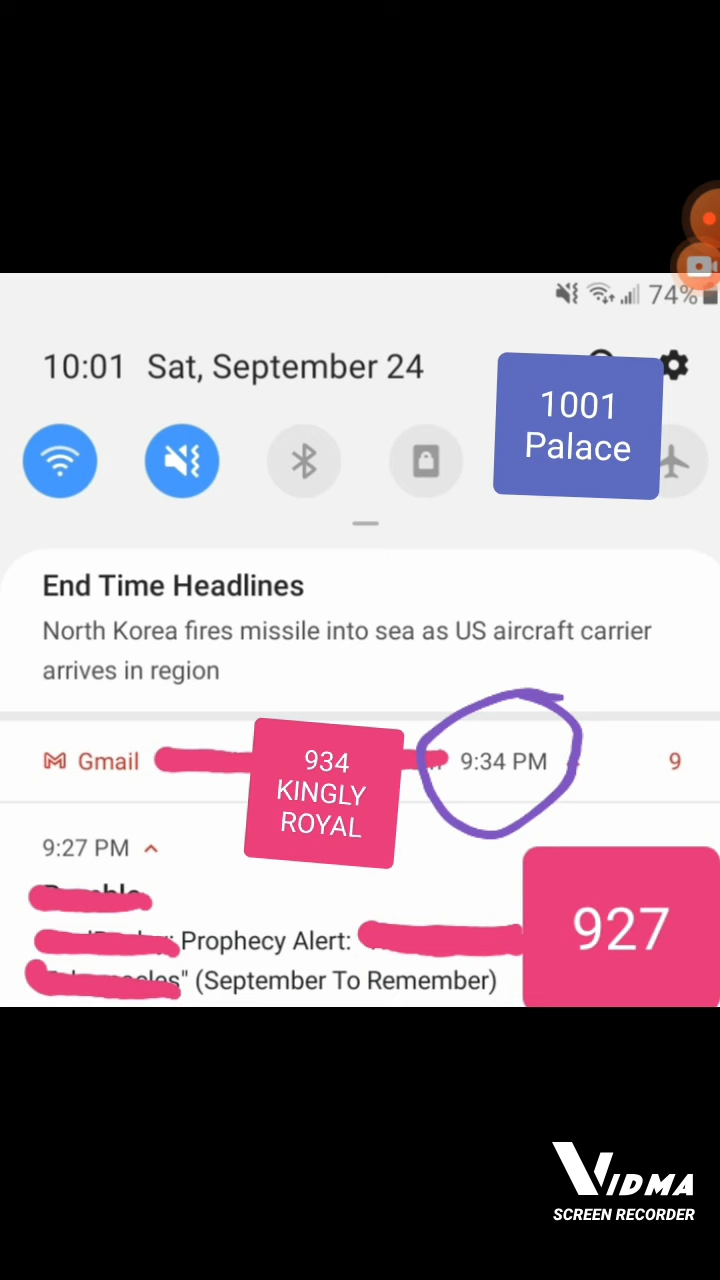 74%
10:01 Sat, September 24
1001
Palace
End Time Headlines
North Korea fires missile into sea as US aircraft carrier
arrives in region
Gmail
934
KINGLY
ROYAL
9:34 PM
9
9:27 PM
Prophecy Alert:
927
" (September To Remember)
VIDMA
SCREEN RECORDER